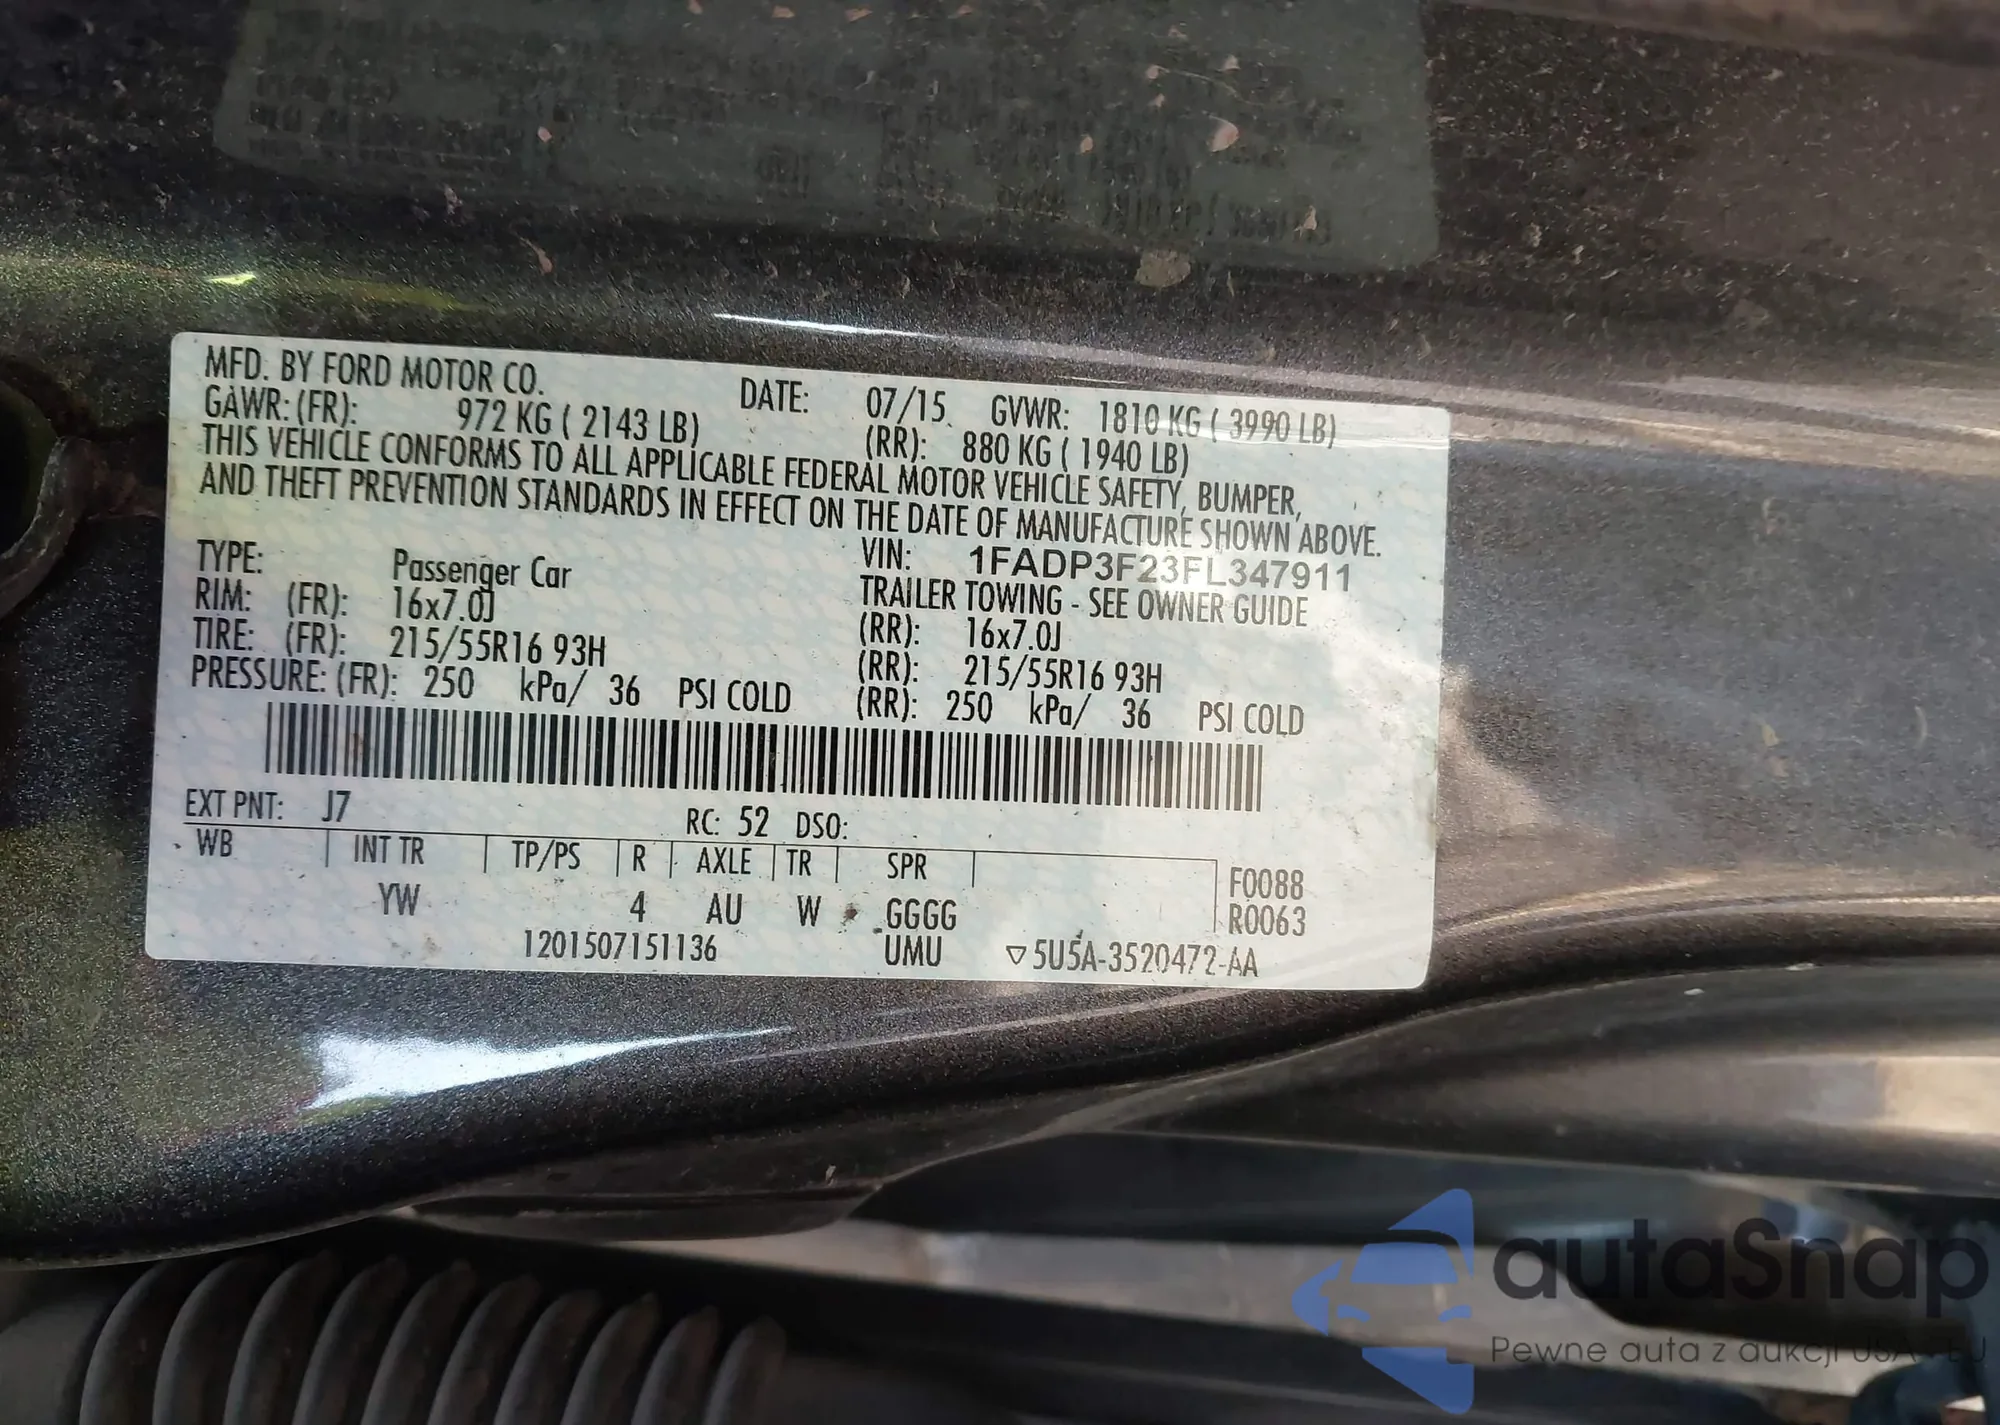 MFD. BY FORD MOTOR CO. DATE: 07/15 GVWR: 1810 KG ( 3990 LB)
GAWR: (FR): 972 KG ( 2143 LB) (RR): 880 KG ( 1940 LB)
THIS VEHICLE CONFORMS TO ALL APPLICABLE FEDERAL MOTOR VEHICLE SAFETY, BUMPER,
AND THEFT PREVENTION STANDARDS IN EFFECT ON THE DATE OF MANUFACTURE SHOWN ABOVE.
VIN: 1FADP3F23FL347911
TYPE: Passenger Car TRAILER TOWING - SEE OWNER GUIDE
RIM: (FR): 16x7.0J (RR): 16x7.0J
TIRE: (FR): 215/55R16 93H (RR): 215/55R16 93H
PRESSURE: (FR): 250 kPa/ 36 PSI COLD (RR): 250 kPa/ 36 PSI COLD
EXT PNT: J7 RC: 52 DSO:
WB INT TR TP/PS R AXLE TR SPR F0088
YW 4 AU W GGGG R0063
1201507151136 UMU ▽5U5A-3520472-AA
autaSnap
Pewne auta z aukcji USA